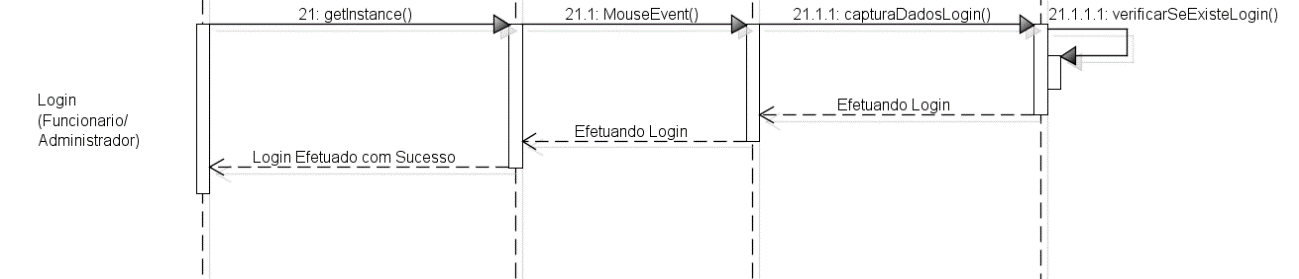 21: getInstance()
21.1: MouseEvent()
21.1.1: capturaDadosLogin()
21.1.1.1: verificarSeExisteLogin()
Login
(Funcionario/
Administrador)
Efetuando Login
Efetuando Login
Login Efetuado com Sucesso